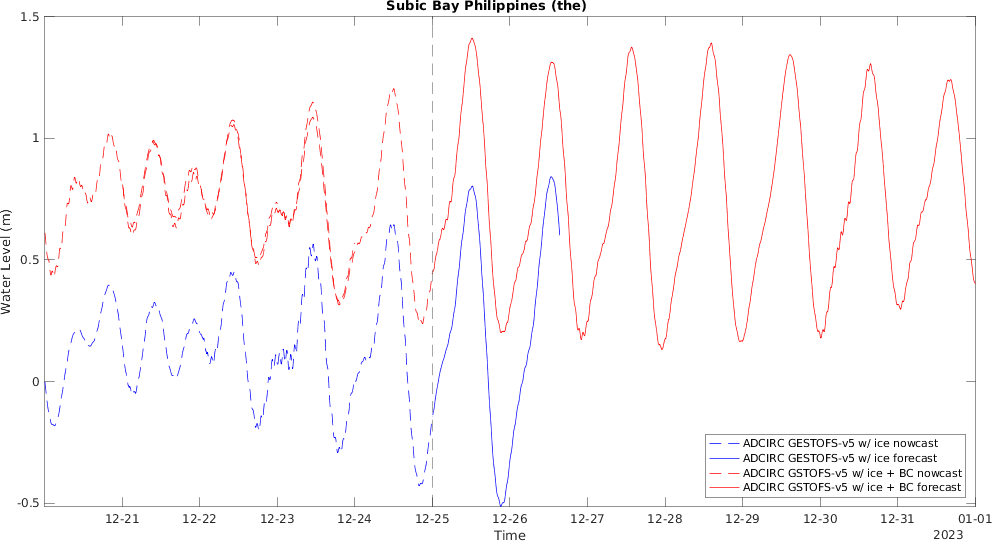 Subic Bay Philippines (the)
1.5
1
0.5
0
-0.5
Water Level (m)
12-21 12-22 12-23 12-24 12-25 12-26 12-27 12-28 12-29 12-30 12-31 01-01
Time
2023
ADCIRC GESTOFS-v5 w/ ice nowcast
ADCIRC GESTOFS-v5 w/ ice forecast
ADCIRC GSTOFS-v5 w/ ice + BC nowcast
ADCIRC GSTOFS-v5 w/ ice + BC forecast